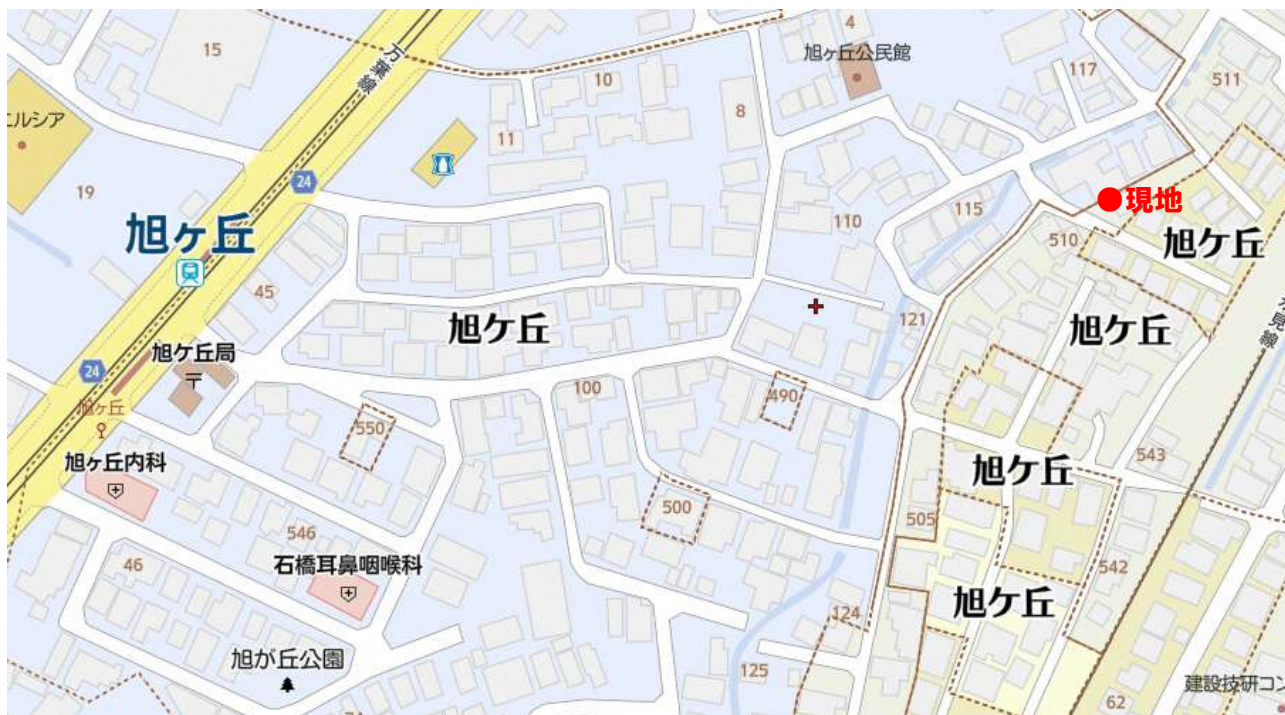 15
万葉線
10
4
旭ヶ丘公民館
117
511
エルシア
11
8
19
24
●現地
旭ヶ丘
110
115
510
旭ケ丘
45
旭ケ丘
121
旭ケ丘
旭ケ丘局
24
100
490
旭ヶ丘
550
旭ヶ丘内科
旭ケ丘
543
546
500
505
46
石橋耳鼻咽喉科
542
旭ケ丘
124
旭が丘公園
125
建設技研コン
62